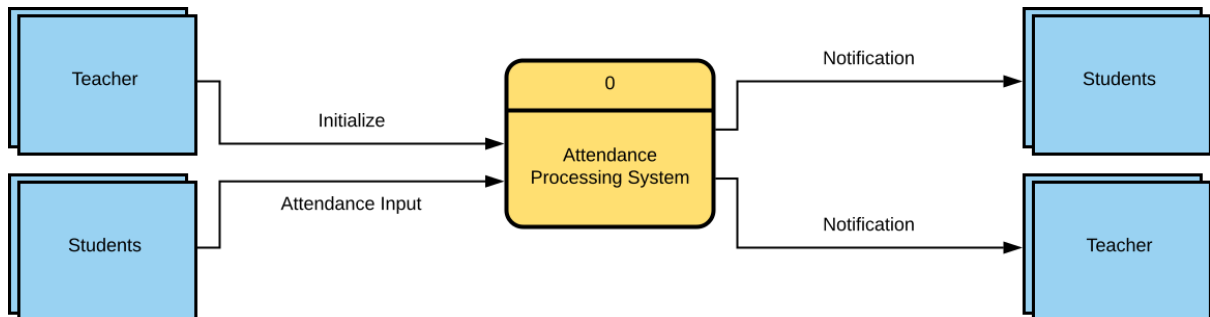 Teacher
Initialize
Students
Attendance Input
0
Attendance
Processing System
Notification
Students
Notification
Teacher